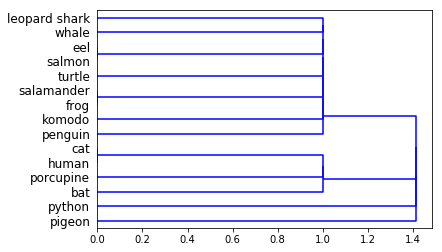 leopard shark
whale
eel
salmon
turtle
salamander
frog
komodo
penguin
cat
human
porcupine
bat
python
pigeon
0.0 0.2 0.4 0.6 0.8 1.0 1.2 1.4